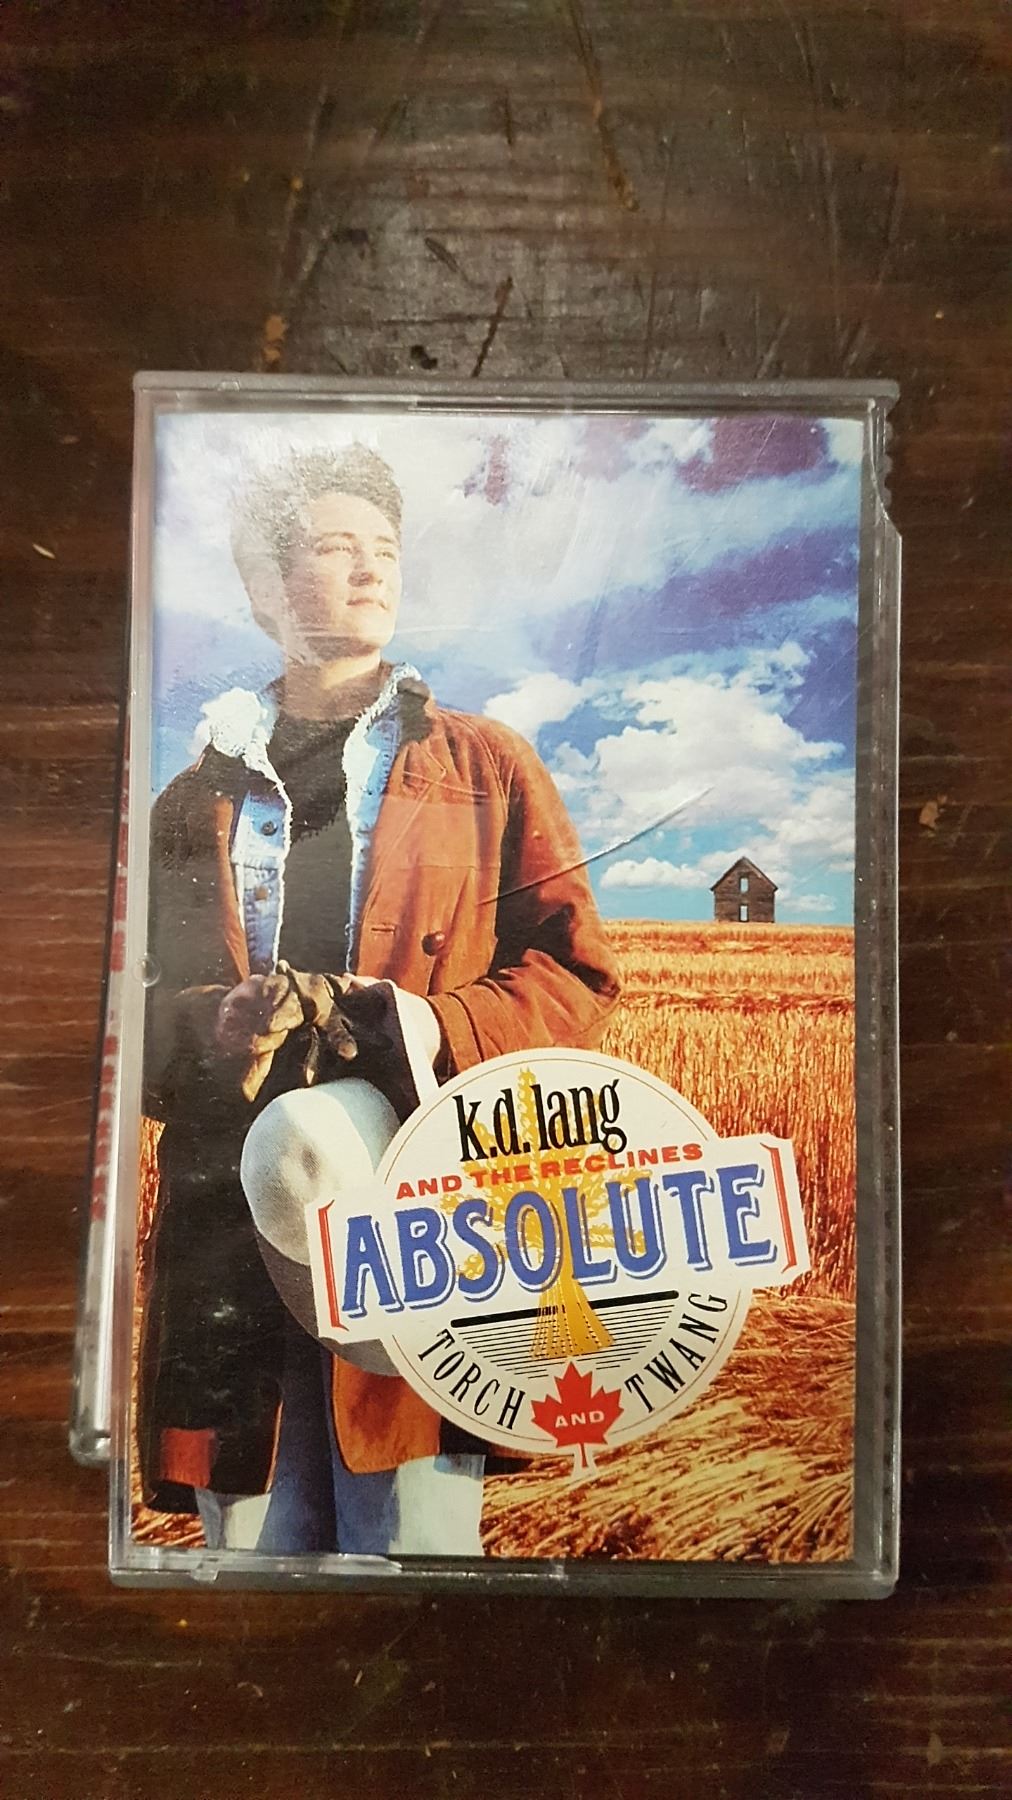 k.d. lang
AND THE RECLINES
[ABSOLUTE]
TORCH AND TWANG